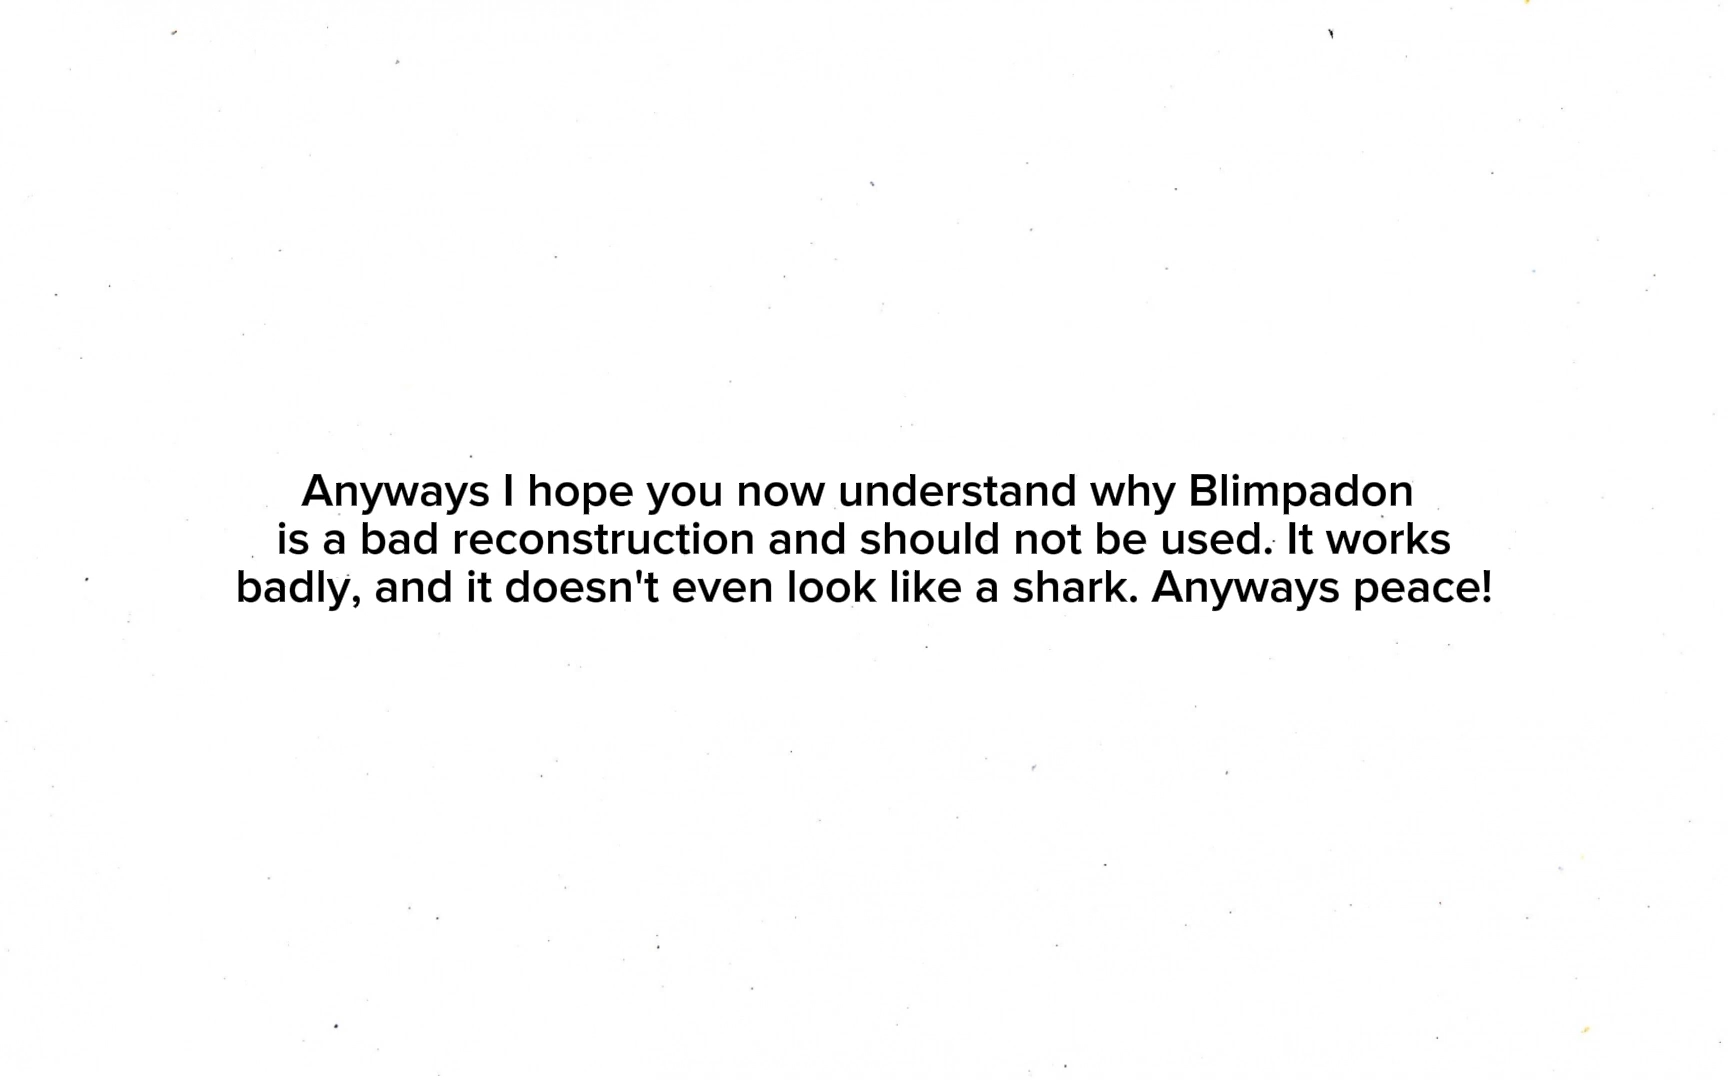 Anyways I hope you now understand why Blimpadon
is a bad reconstruction and should not be used. It works
badly, and it doesn't even look like a shark. Anyways peace!